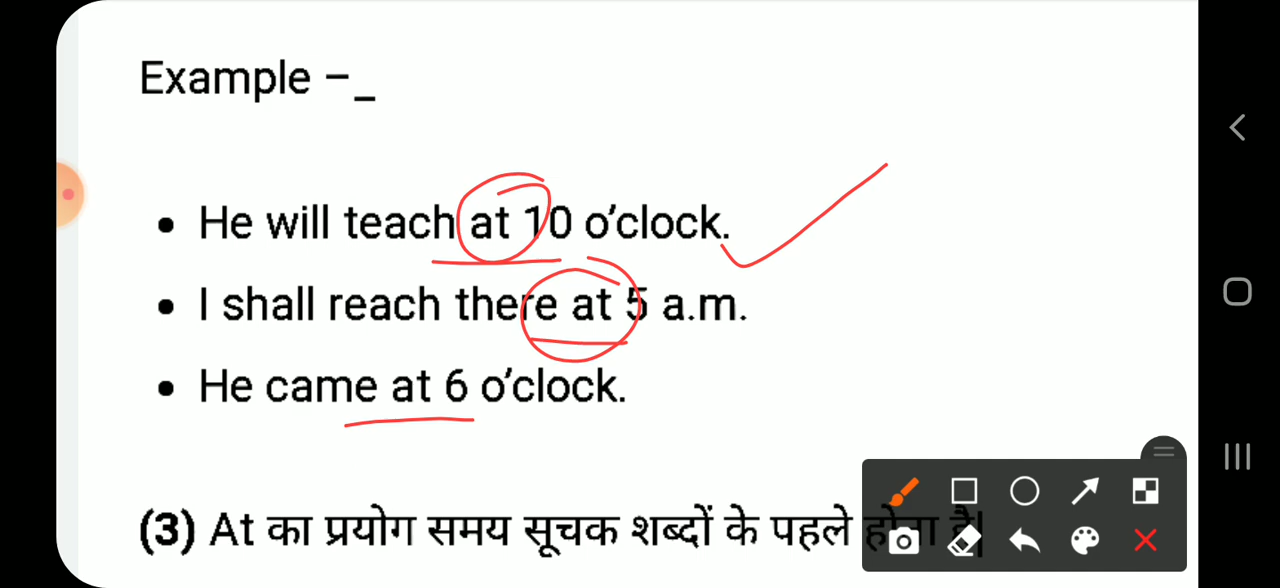 Example –_
• He will teach at 10 o’clock.
• I shall reach there at 5 a.m.
• He came at 6 o’clock.
(3) At का प्रयोग समय सूचक शब्दों के पहले होता है|